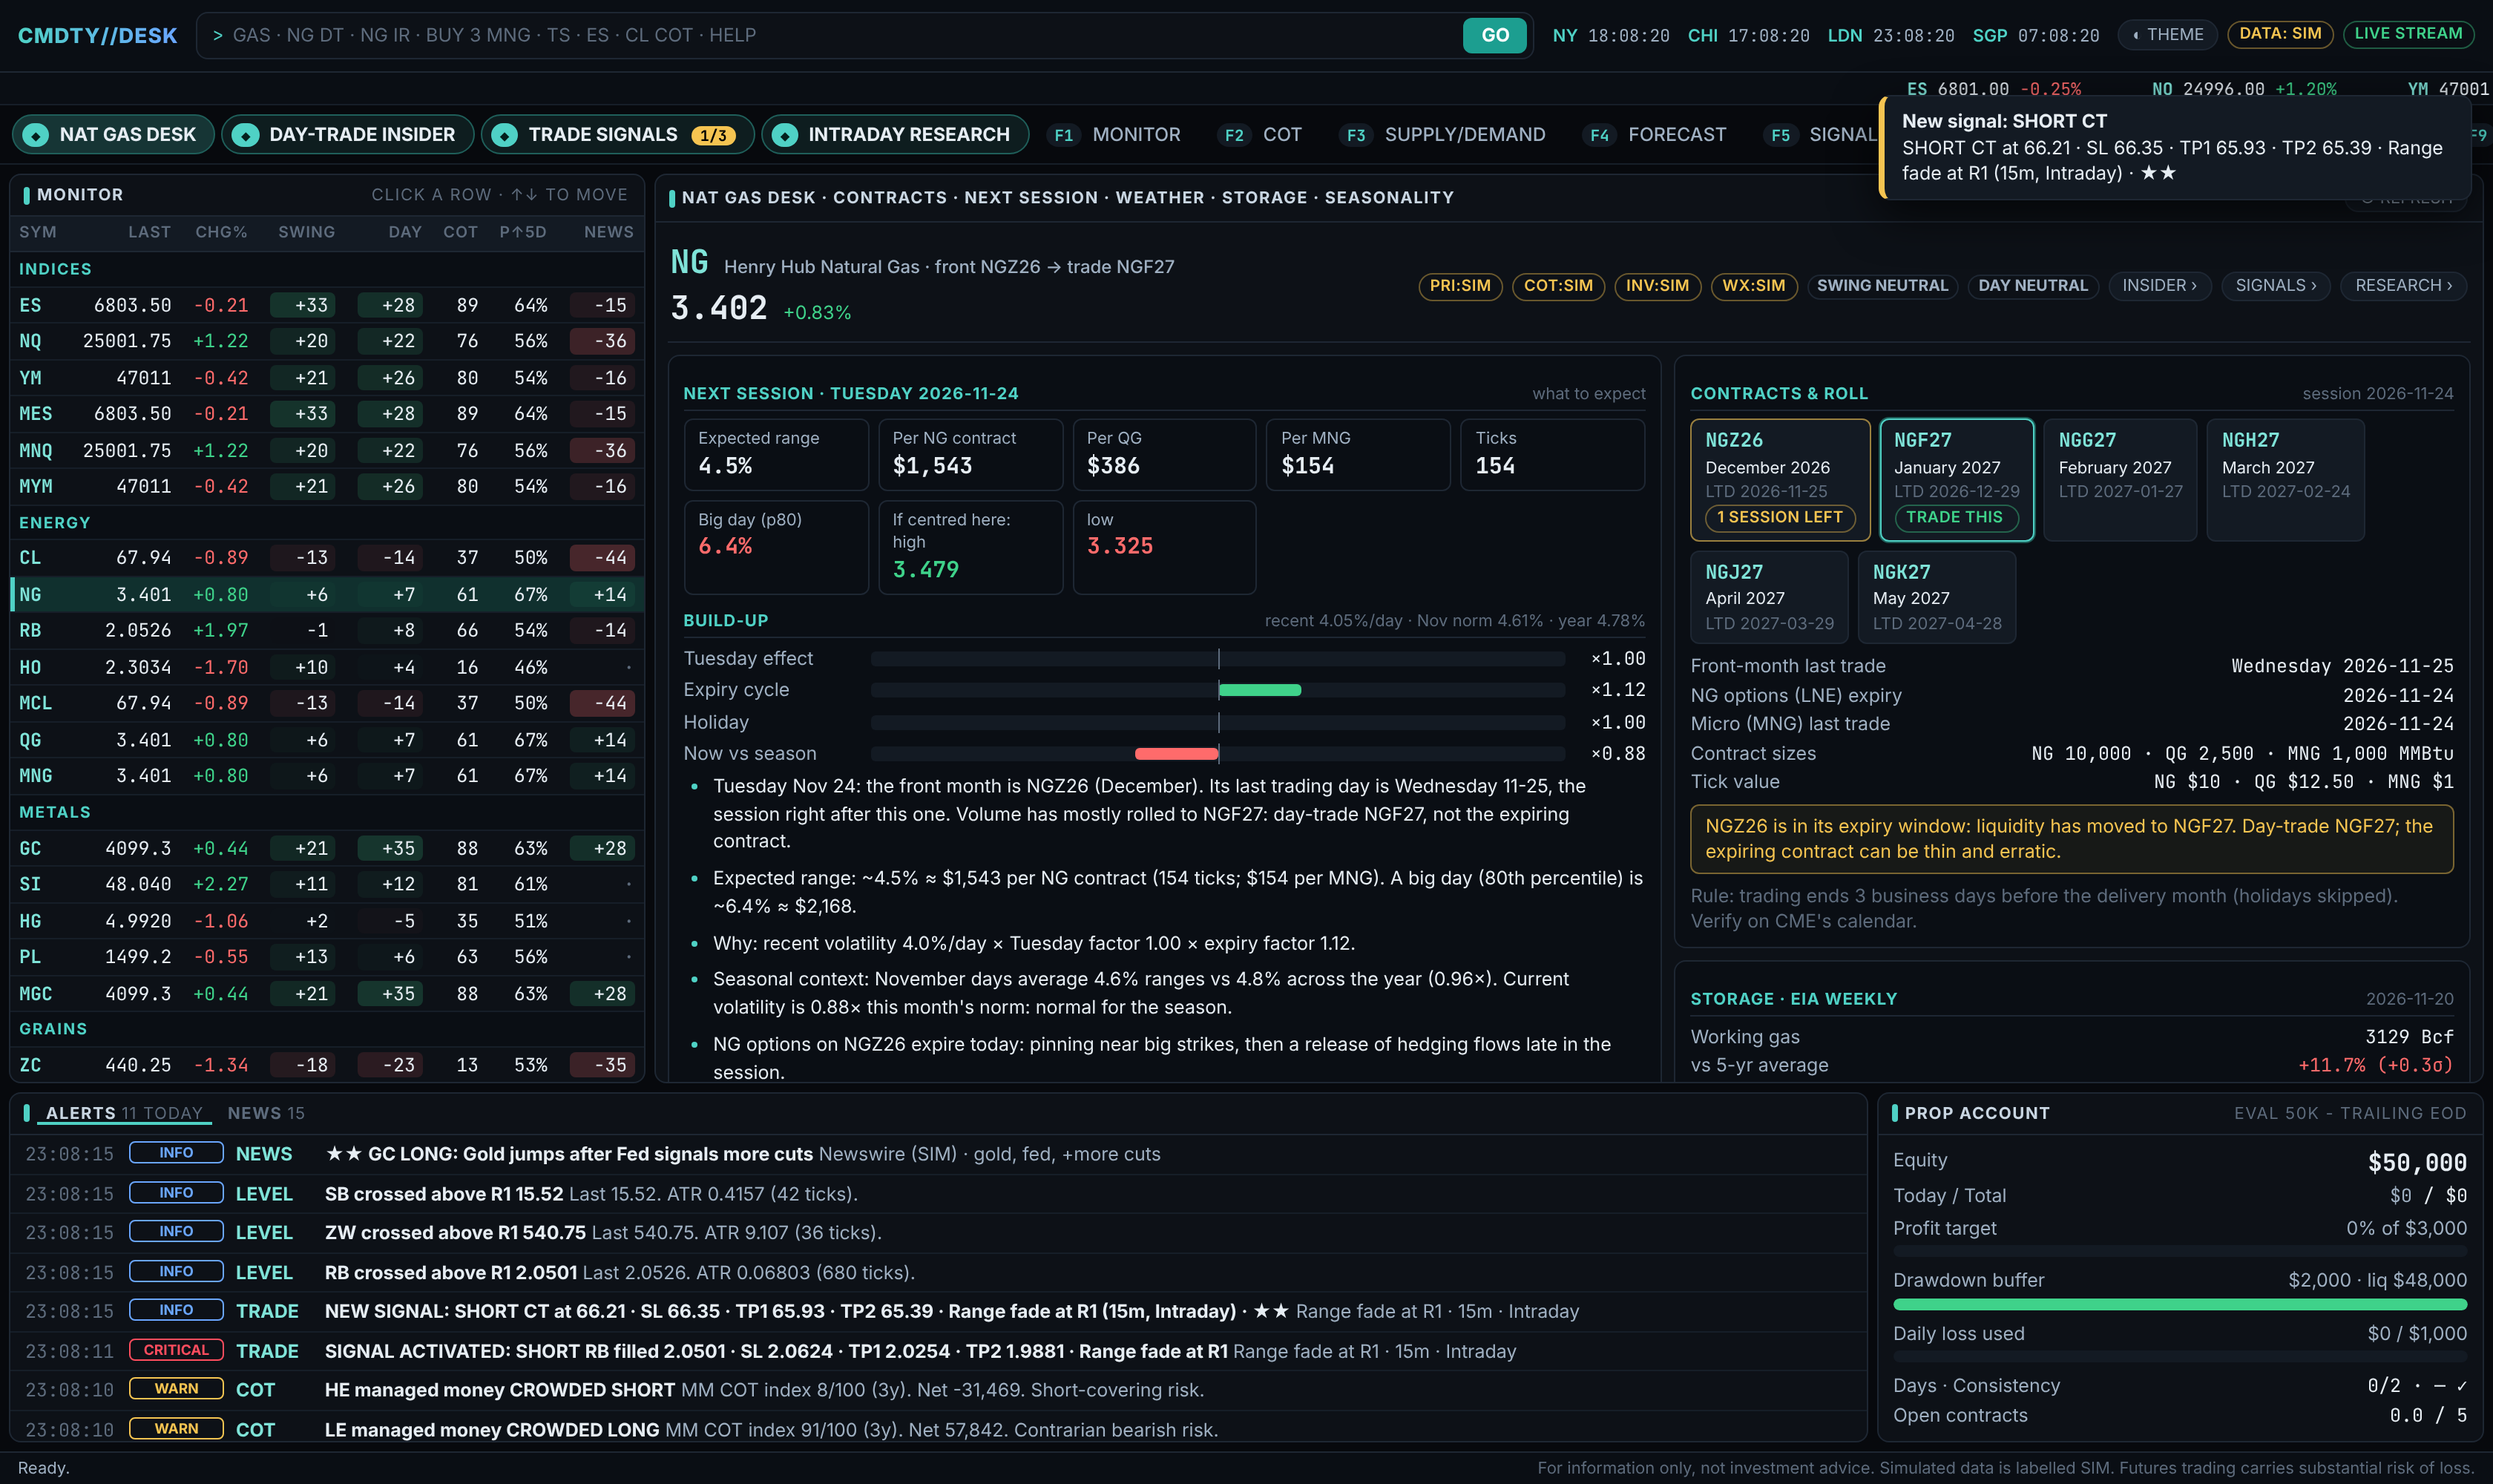 CMDTY//DESK
> GAS · NG DT · NG IR · BUY 3 MNG · TS · ES · CL COT · HELP
GO
NY 18:08:20 CHI 17:08:20 LDN 23:08:20 SGP 07:08:20
THEME
DATA: SIM
LIVE STREAM
ES 6801.00 -0.25% NQ 24996.00 +1.20% YM 47001
NAT GAS DESK
DAY-TRADE INSIDER
TRADE SIGNALS 1/3
INTRADAY RESEARCH
F1 MONITOR
F2 COT
F3 SUPPLY/DEMAND
F4 FORECAST
F5 SIGNAL
F9
New signal: SHORT CT
SHORT CT at 66.21 · SL 66.35 · TP1 65.93 · TP2 65.39 · Range
fade at R1 (15m, Intraday) · ★★
MONITOR CLICK A ROW · ↑↓ TO MOVE
SYM LAST CHG% SWING DAY COT P↑5D NEWS
INDICES
ES 6803.50 -0.21 +33 +28 89 64% -15
NQ 25001.75 +1.22 +20 +22 76 56% -36
YM 47011 -0.42 +21 +26 80 54% -16
MES 6803.50 -0.21 +33 +28 89 64% -15
MNQ 25001.75 +1.22 +20 +22 76 56% -36
MYM 47011 -0.42 +21 +26 80 54% -16
ENERGY
CL 67.94 -0.89 -13 -14 37 50% -44
NG 3.401 +0.80 +6 +7 61 67% +14
RB 2.0526 +1.97 -1 +8 66 54% -14
HO 2.3034 -1.70 +10 +4 16 46% ·
MCL 67.94 -0.89 -13 -14 37 50% -44
QG 3.401 +0.80 +6 +7 61 67% +14
MNG 3.401 +0.80 +6 +7 61 67% +14
METALS
GC 4099.3 +0.44 +21 +35 88 63% +28
SI 48.040 +2.27 +11 +12 81 61% ·
HG 4.9920 -1.06 +2 -5 35 51% ·
PL 1499.2 -0.55 +13 +6 63 56% ·
MGC 4099.3 +0.44 +21 +35 88 63% +28
GRAINS
ZC 440.25 -1.34 -18 -23 13 53% -35
NAT GAS DESK · CONTRACTS · NEXT SESSION · WEATHER · STORAGE · SEASONALITY
REFRESH
NG Henry Hub Natural Gas · front NGZ26 → trade NGF27
3.402 +0.83%
PRI:SIM COT:SIM INV:SIM WX:SIM SWING NEUTRAL DAY NEUTRAL INSIDER › SIGNALS › RESEARCH ›
NEXT SESSION · TUESDAY 2026-11-24 what to expect
Expected range
4.5%
Per NG contract
$1,543
Per QG
$386
Per MNG
$154
Ticks
154
Big day (p80)
6.4%
If centred here:
high
3.479
low
3.325
BUILD-UP recent 4.05%/day · Nov norm 4.61% · year 4.78%
Tuesday effect ×1.00
Expiry cycle ×1.12
Holiday ×1.00
Now vs season ×0.88
• Tuesday Nov 24: the front month is NGZ26 (December). Its last trading day is Wednesday 11-25, the
session right after this one. Volume has mostly rolled to NGF27: day-trade NGF27, not the expiring
contract.
• Expected range: ~4.5% ≈ $1,543 per NG contract (154 ticks; $154 per MNG). A big day (80th percentile) is
~6.4% ≈ $2,168.
• Why: recent volatility 4.0%/day × Tuesday factor 1.00 × expiry factor 1.12.
• Seasonal context: November days average 4.6% ranges vs 4.8% across the year (0.96×). Current
volatility is 0.88× this month's norm: normal for the season.
• NG options on NGZ26 expire today: pinning near big strikes, then a release of hedging flows late in the
session.
CONTRACTS & ROLL session 2026-11-24
NGZ26
December 2026
LTD 2026-11-25
1 SESSION LEFT
NGF27
January 2027
LTD 2026-12-29
TRADE THIS
NGG27
February 2027
LTD 2027-01-27
NGH27
March 2027
LTD 2027-02-24
NGJ27
April 2027
LTD 2027-03-29
NGK27
May 2027
LTD 2027-04-28
Front-month last trade Wednesday 2026-11-25
NG options (LNE) expiry 2026-11-24
Micro (MNG) last trade 2026-11-24
Contract sizes NG 10,000 · QG 2,500 · MNG 1,000 MMBtu
Tick value NG $10 · QG $12.50 · MNG $1
NGZ26 is in its expiry window: liquidity has moved to NGF27. Day-trade NGF27; the
expiring contract can be thin and erratic.
Rule: trading ends 3 business days before the delivery month (holidays skipped).
Verify on CME's calendar.
STORAGE · EIA WEEKLY 2026-11-20
Working gas 3129 Bcf
vs 5-yr average +11.7% (+0.3σ)
ALERTS 11 TODAY NEWS 15
23:08:15 INFO NEWS ★★ GC LONG: Gold jumps after Fed signals more cuts Newswire (SIM) · gold, fed, +more cuts
23:08:15 INFO LEVEL SB crossed above R1 15.52 Last 15.52. ATR 0.4157 (42 ticks).
23:08:15 INFO LEVEL ZW crossed above R1 540.75 Last 540.75. ATR 9.107 (36 ticks).
23:08:15 INFO LEVEL RB crossed above R1 2.0501 Last 2.0526. ATR 0.06803 (680 ticks).
23:08:15 INFO TRADE NEW SIGNAL: SHORT CT at 66.21 · SL 66.35 · TP1 65.93 · TP2 65.39 · Range fade at R1 (15m, Intraday) · ★★ Range fade at R1 · 15m · Intraday
23:08:11 CRITICAL TRADE SIGNAL ACTIVATED: SHORT RB filled 2.0501 · SL 2.0624 · TP1 2.0254 · TP2 1.9881 · Range fade at R1 Range fade at R1 · 15m · Intraday
23:08:10 WARN COT HE managed money CROWDED SHORT MM COT index 8/100 (3y). Net -31,469. Short-covering risk.
23:08:10 WARN COT LE managed money CROWDED LONG MM COT index 91/100 (3y). Net 57,842. Contrarian bearish risk.
PROP ACCOUNT EVAL 50K - TRAILING EOD
Equity $50,000
Today / Total $0 / $0
Profit target 0% of $3,000
Drawdown buffer $2,000 · liq $48,000
Daily loss used $0 / $1,000
Days · Consistency 0/2 · — ✓
Open contracts 0.0 / 5
Ready.
For information only, not investment advice. Simulated data is labelled SIM. Futures trading carries substantial risk of loss.